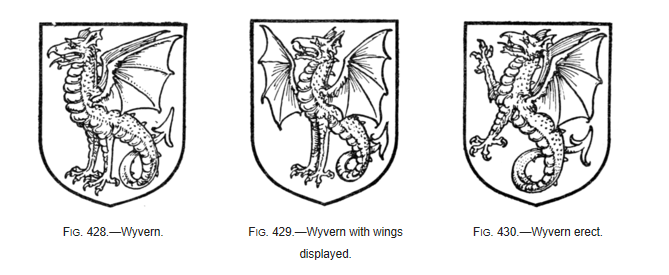 Fig. 428.—Wyvern.
Fig. 429.—Wyvern with wings
displayed.
Fig. 430.—Wyvern erect.